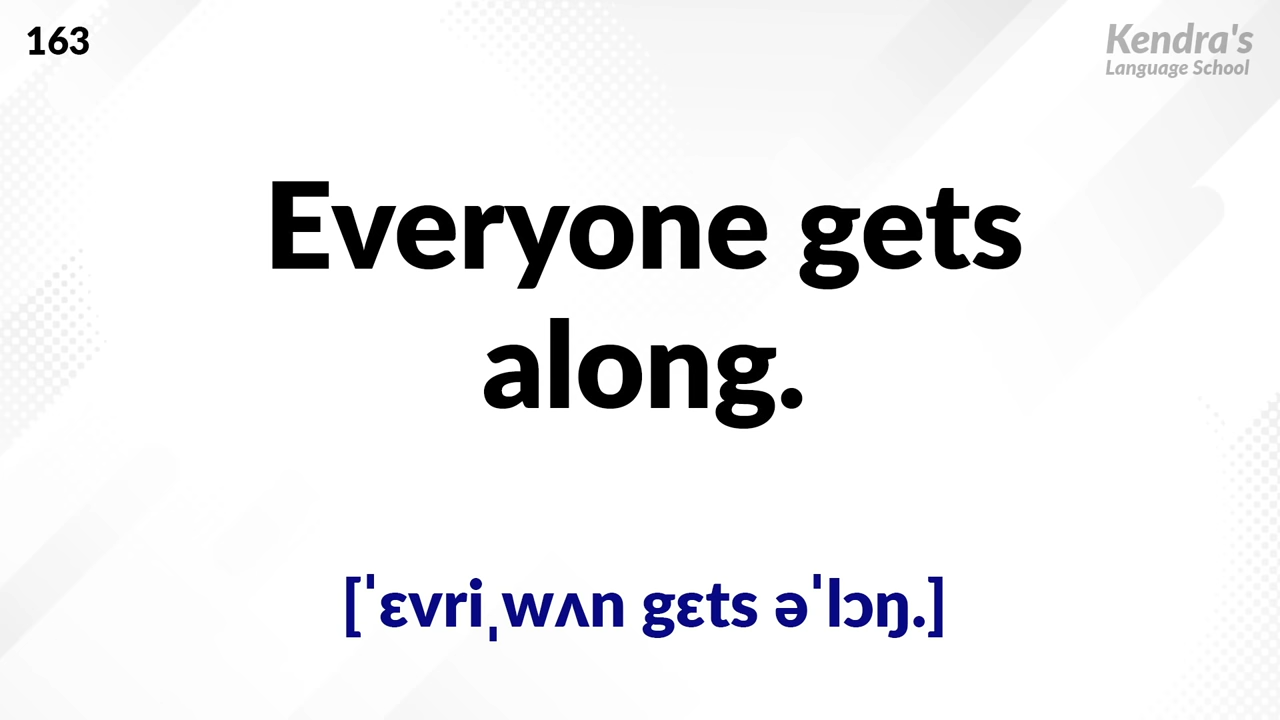 163
Kendra's
Language School
Everyone gets
along.
[ˈɛvriˌwʌn gɛts əˈlɔŋ.]